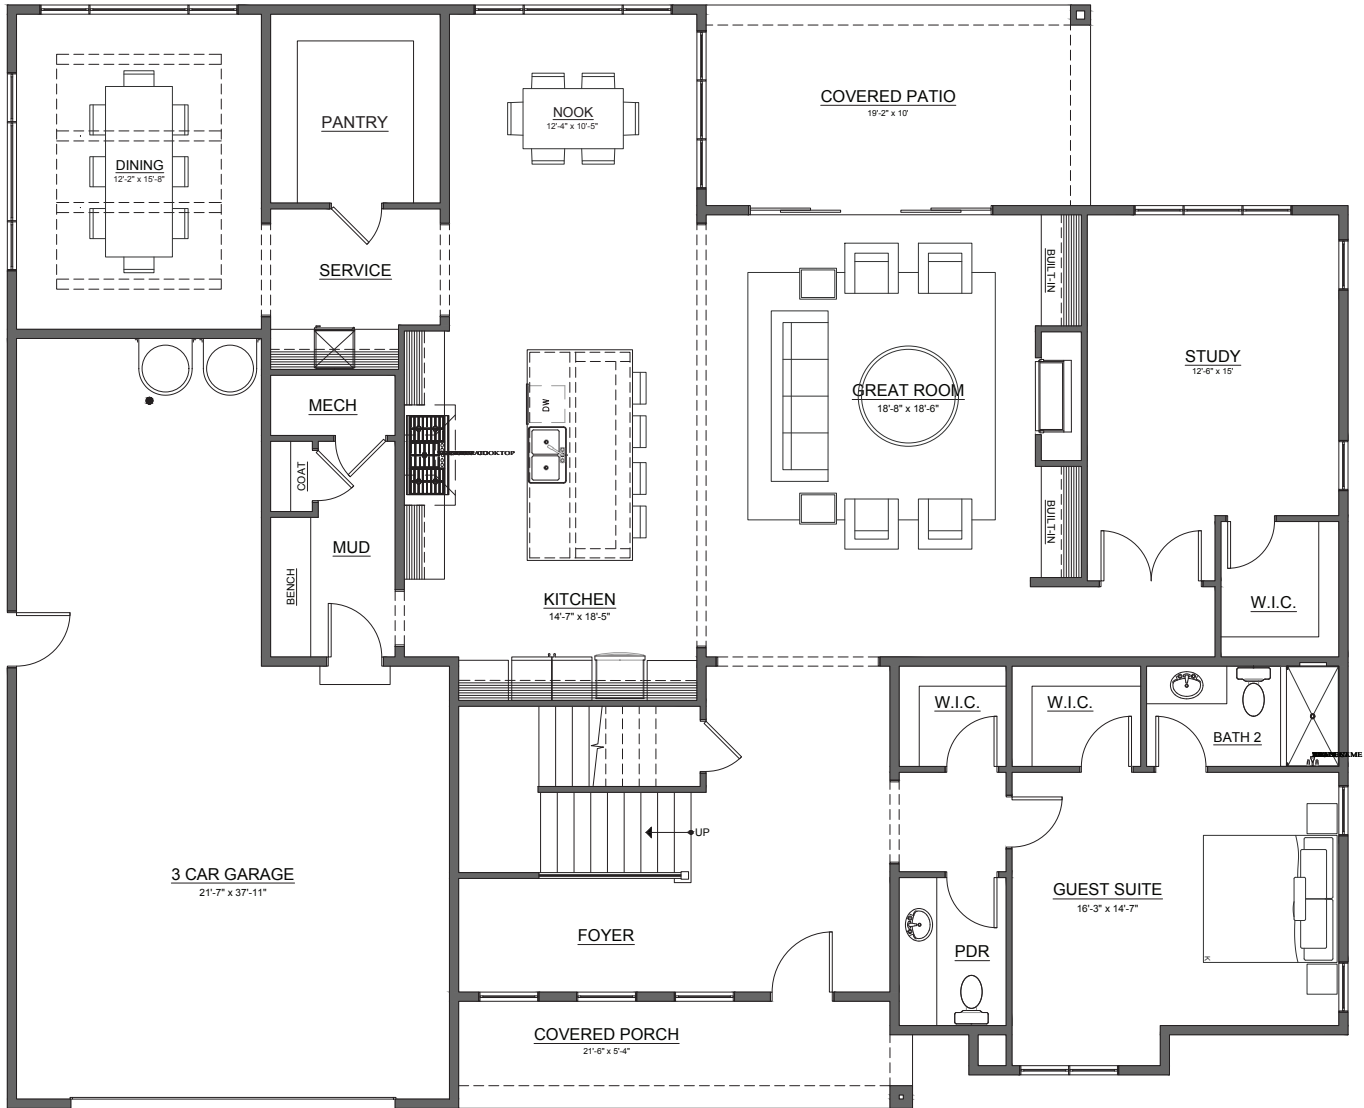 COVERED PATIO
19'-2" x 10'
NOOK
12'-4" x 10'-5"
PANTRY
DINING
12'-2" x 15'-8"
SERVICE
BUILT-IN
STUDY
12'-6" x 15'
GREAT ROOM
18'-8" x 18'-6"
MECH
DW
COOKTOP
COAT
BUILT-IN
MUD
BENCH
KITCHEN
14'-7" x 18'-5"
W.I.C.
W.I.C.
W.I.C.
BATH 2
UP
3 CAR GARAGE
21'-7" x 37'-11"
GUEST SUITE
16'-3" x 14'-7"
FOYER
PDR
COVERED PORCH
21'-6" x 5'-4"